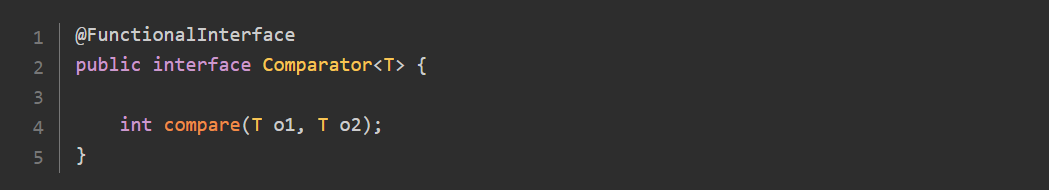 1 @FunctionalInterface
2 public interface Comparator<T> {
3
4     int compare(T o1, T o2);
5 }